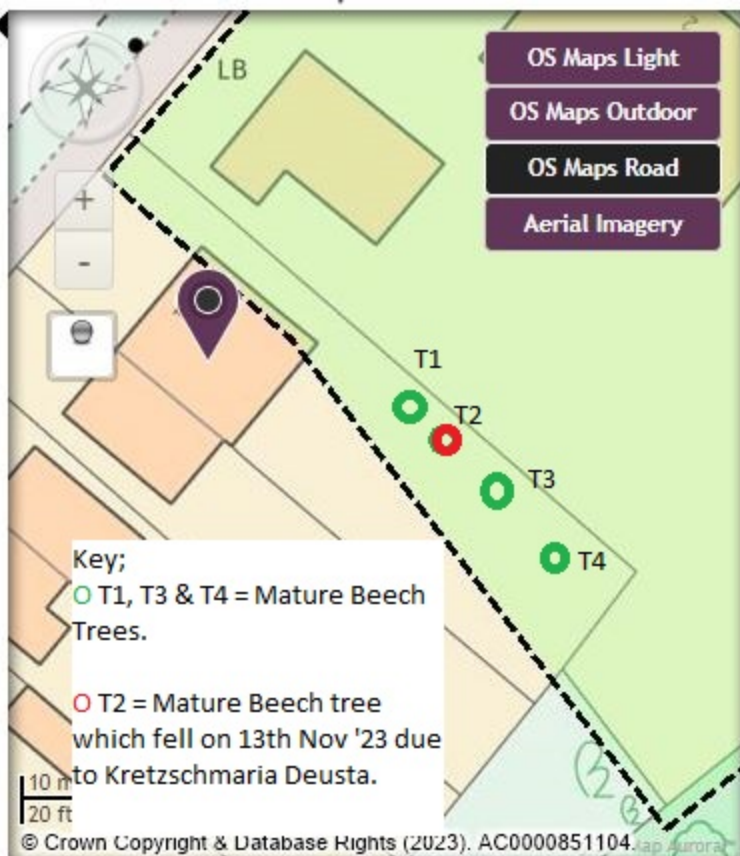 LB
OS Maps Light
OS Maps Outdoor
OS Maps Road
Aerial Imagery
+
-
T1
T2
T3
T4
Key;
O T1, T3 & T4 = Mature Beech
Trees.
O T2 = Mature Beech tree
which fell on 13th Nov '23 due
to Kretzschmaria Deusta.
10 m
20 ft
© Crown Copyright & Database Rights (2023). AC0000851104.